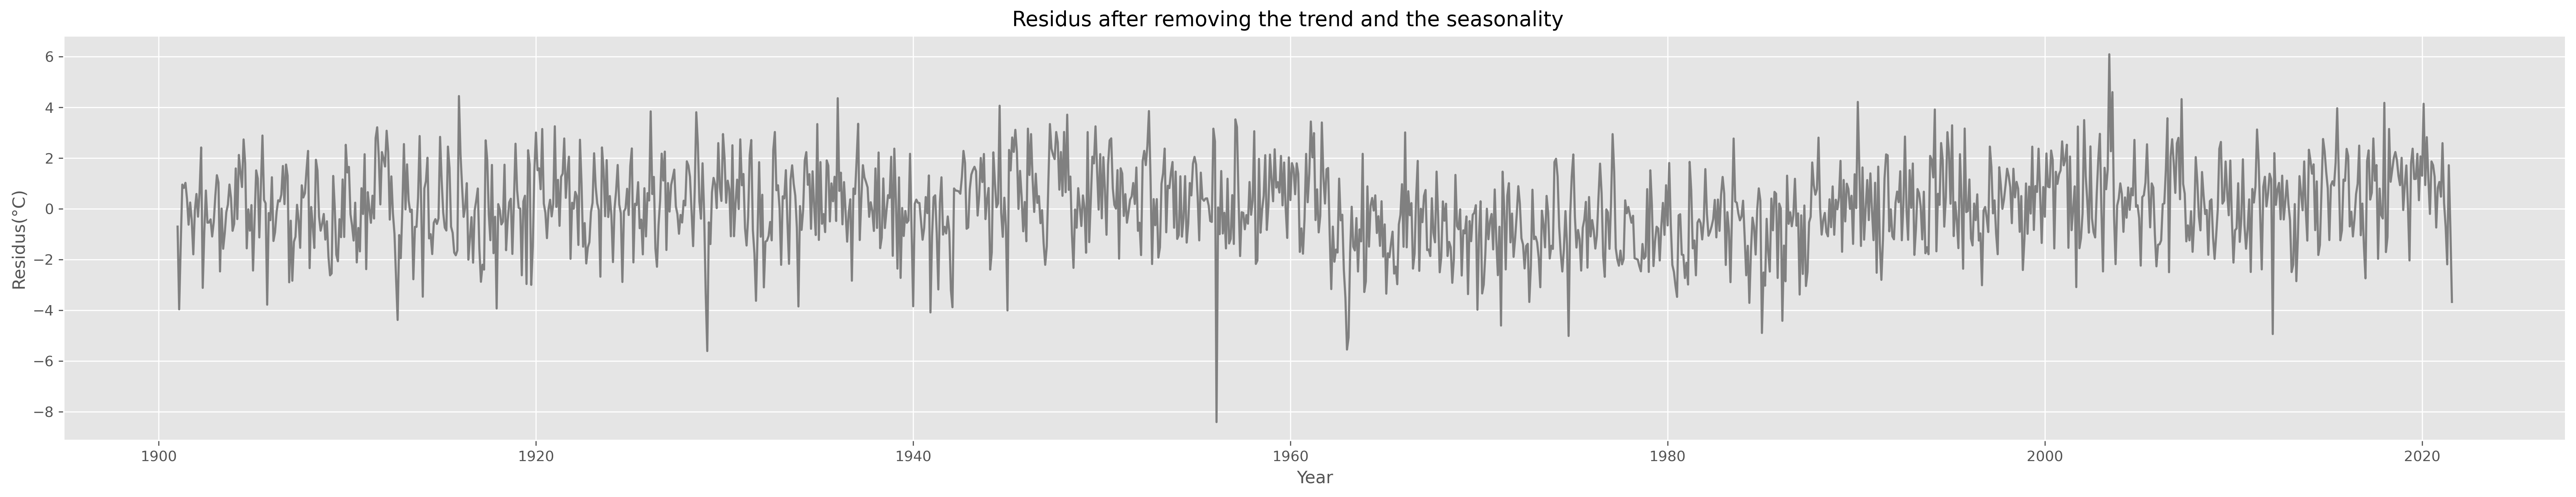 Residus after removing the trend and the seasonality
6
4
2
0
−2
−4
−6
−8
Residus(°C)
1900 1920 1940 1960 1980 2000 2020
Year